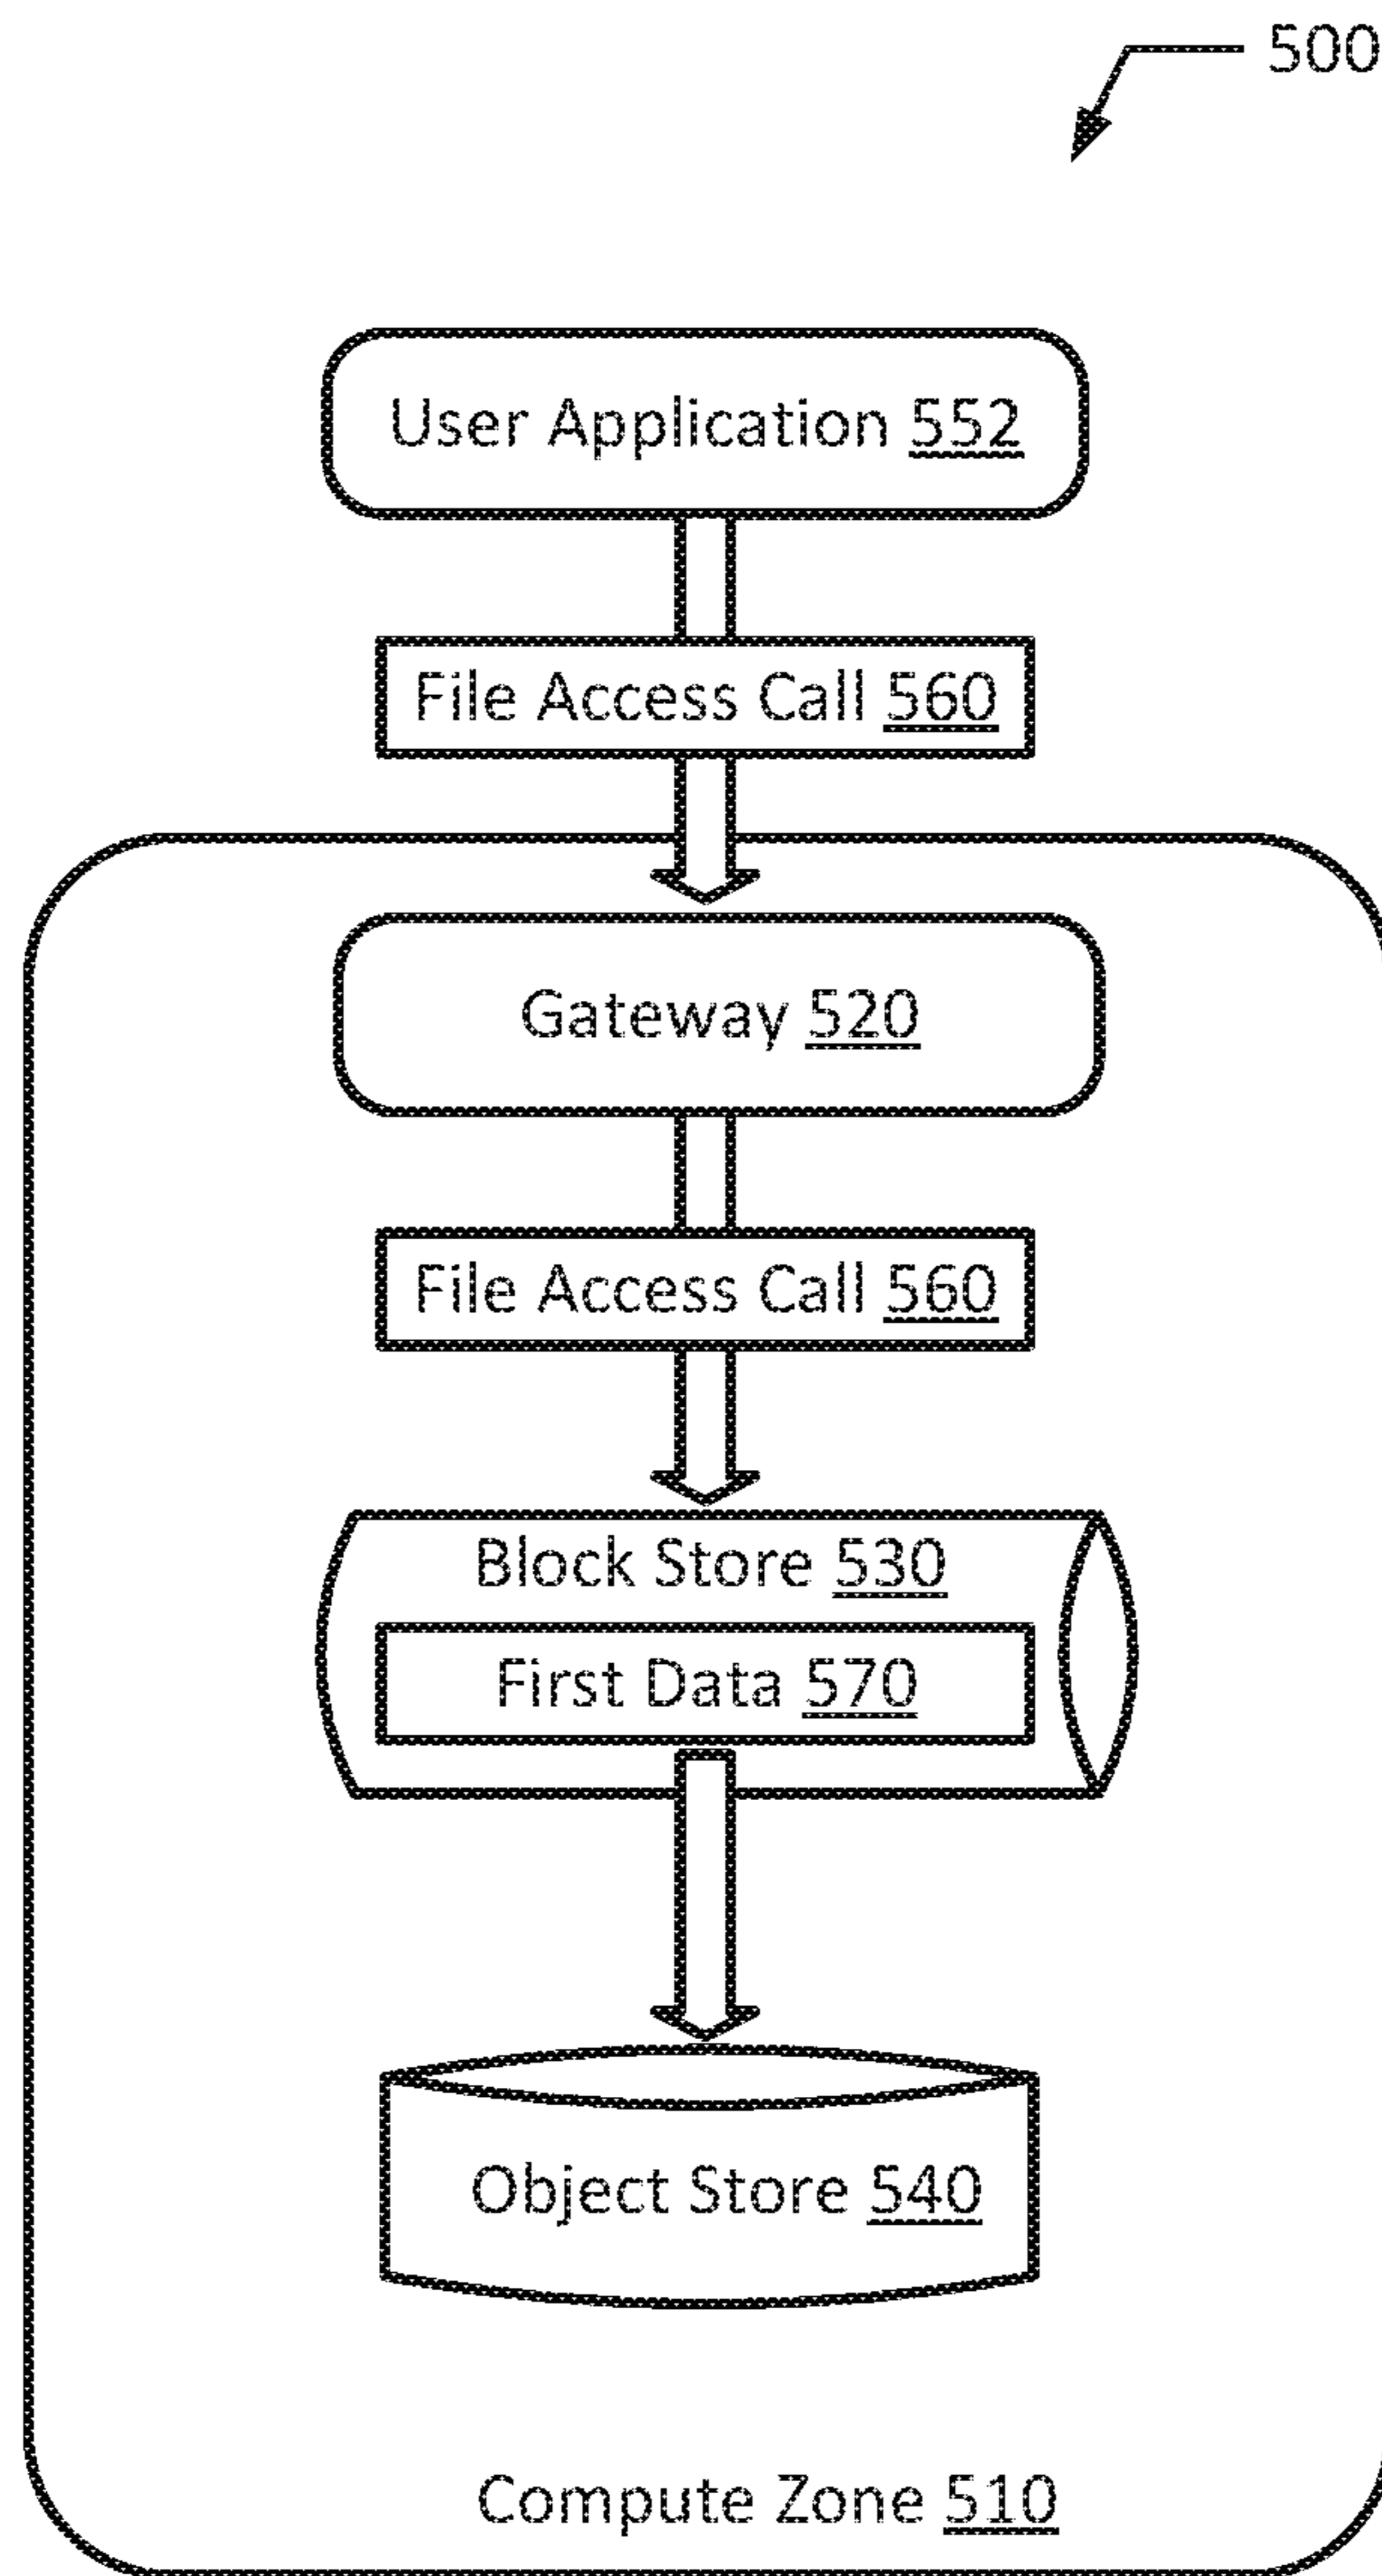 500
User Application 552
File Access Call 560
Gateway 520
File Access Call 560
Block Store 530
First Data 570
Object Store 540
Compute Zone 510